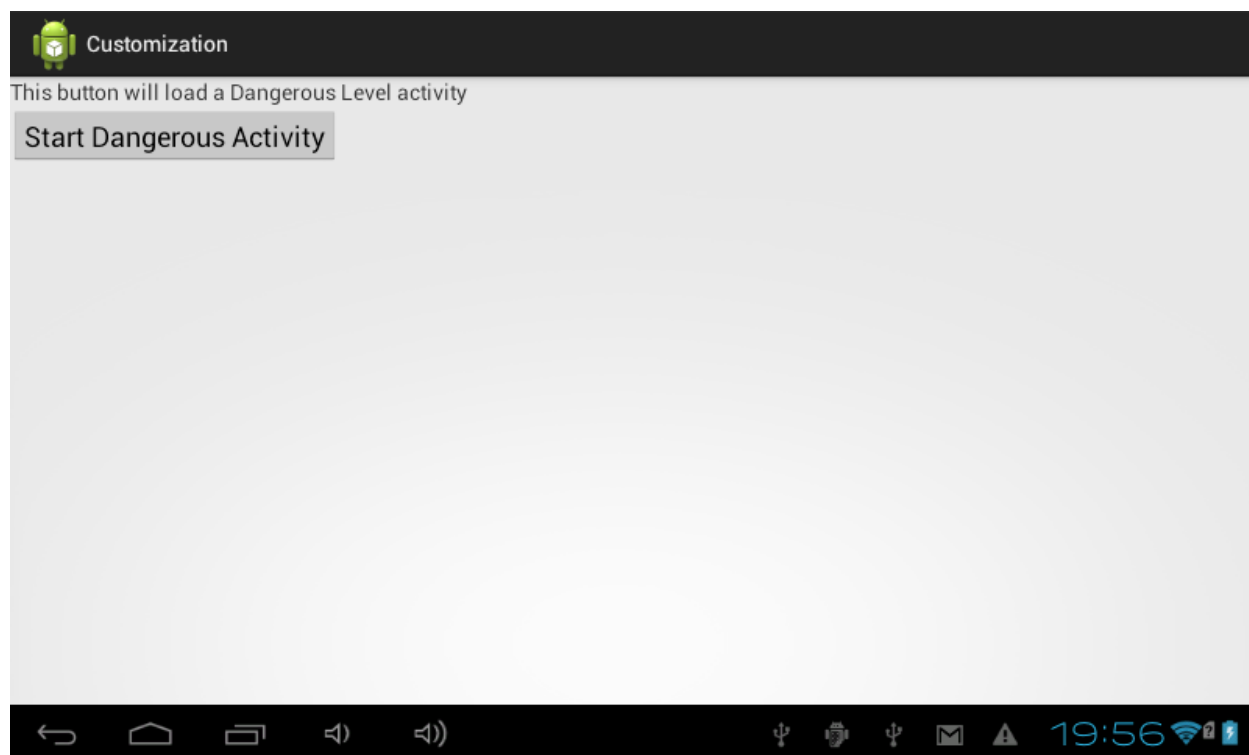 Customization
This button will load a Dangerous Level activity
Start Dangerous Activity
19:56